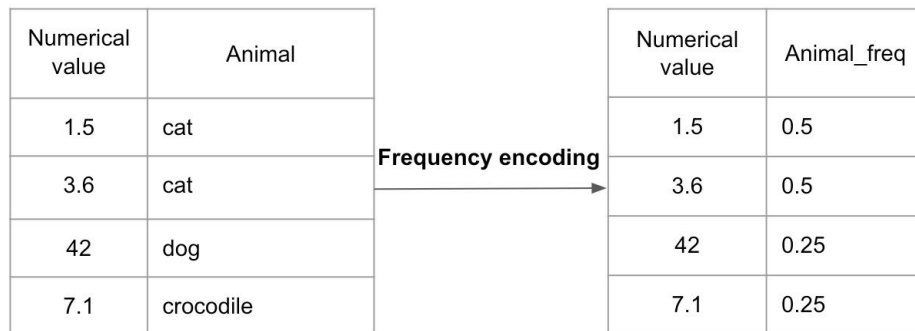 Numerical
value
Animal
1.5
cat
3.6
cat
42
dog
7.1
crocodile
Frequency encoding
Numerical
value
Animal_freq
1.5
0.5
3.6
0.5
42
0.25
7.1
0.25